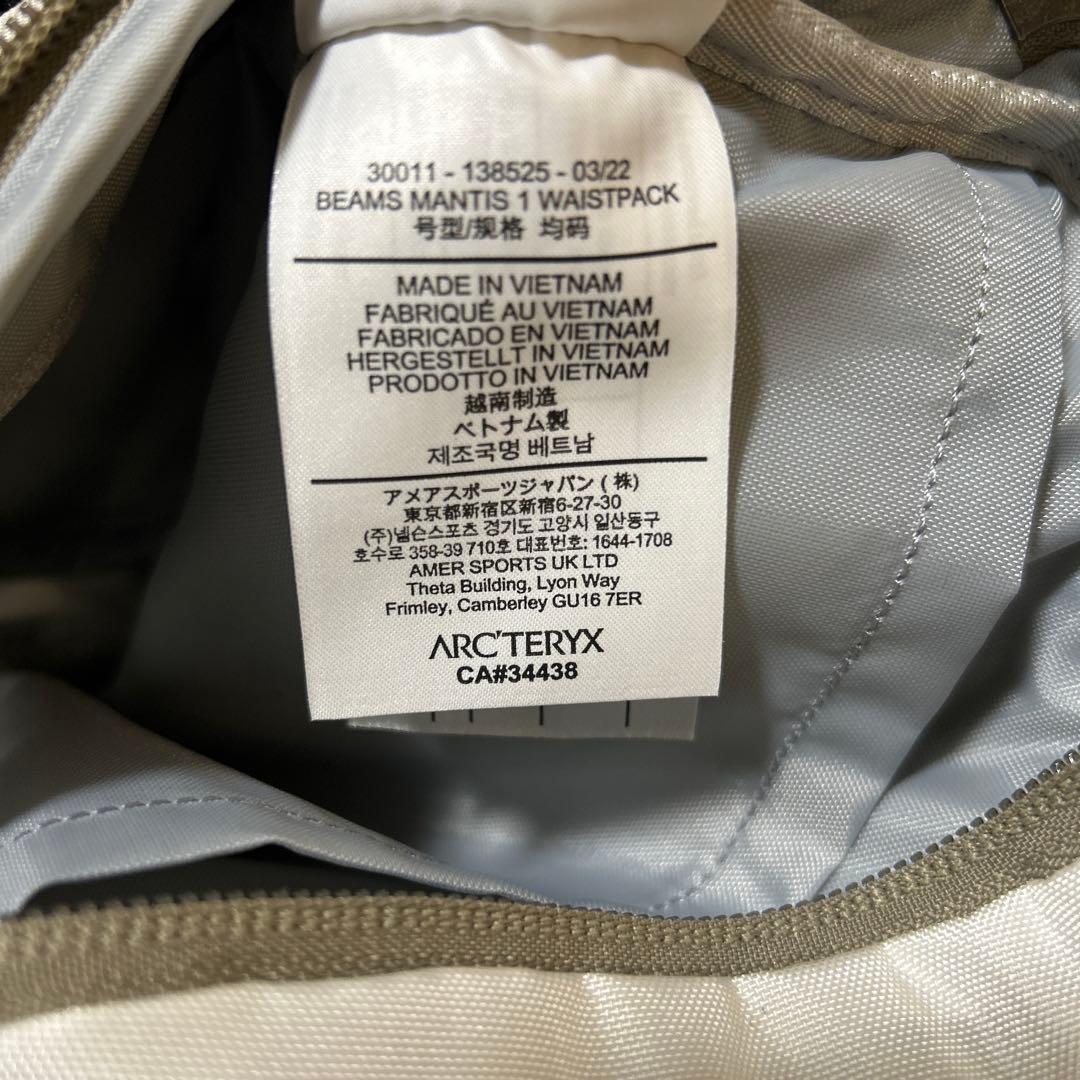 30011 - 138525 - 03/22
BEAMS MANTIS 1 WAISTPACK
号型/规格 均码
MADE IN VIETNAM
FABRIQUÉ AU VIETNAM
FABRICADO EN VIETNAM
HERGESTELLT IN VIETNAM
PRODOTTO IN VIETNAM
越南制造
ベトナム製
제조국명 베트남
アメアスポーツジャパン ( 株)
東京都新宿区新宿6-27-30
(주)넬슨스포츠 경기도 고양시 일산동구
호수로 358-39 710호 대표번호: 1644-1708
AMER SPORTS UK LTD
Theta Building, Lyon Way
Frimley, Camberley GU16 7ER
ARC'TERYX
CA#34438